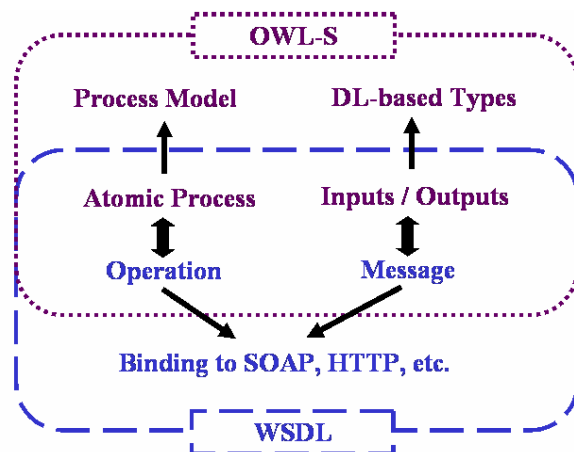 OWL-S
Process Model DL-based Types
Atomic Process Inputs / Outputs
Operation Message
Binding to SOAP, HTTP, etc.
WSDL